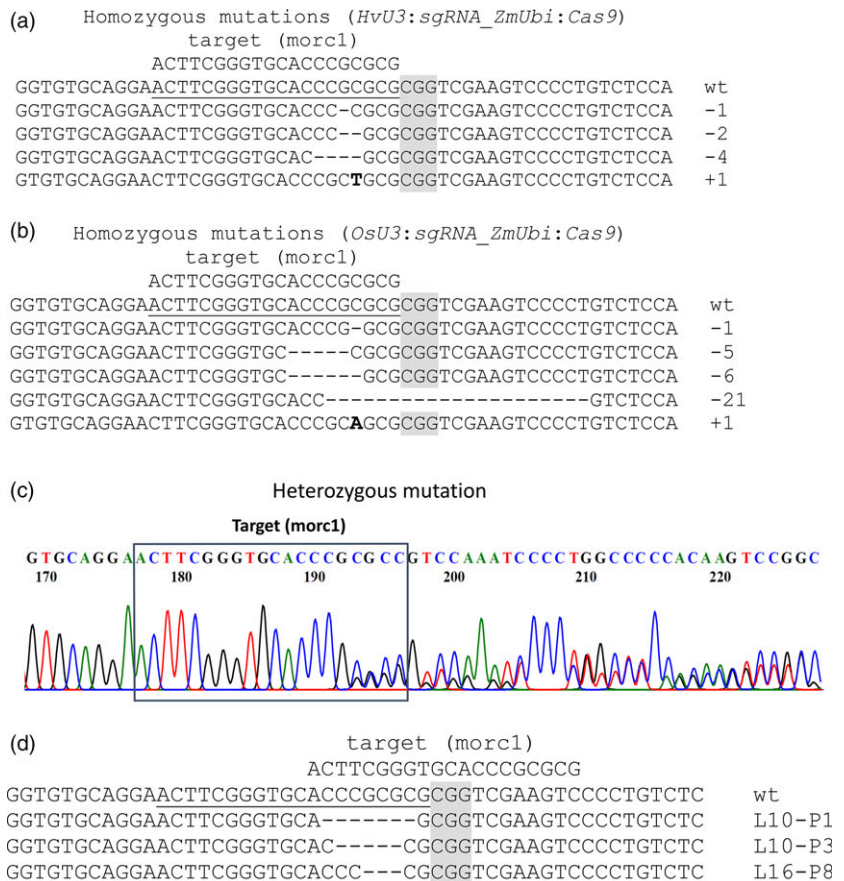 (a) Homozygous mutations (HvU3:sgRNA_ZmUbi:Cas9)
target (morc1)
ACTTCGGGTGCACCCGCGCG
GGTGTGCAGGAACTTCGGGTGCACCCGCGCGCGGTCGAAGTCCCCTGTCTCCA wt
GGTGTGCAGGAACTTCGGGTGCACCC-CGCGCGGTCGAAGTCCCCTGTCTCCA -1
GGTGTGCAGGAACTTCGGGTGCACCC--GCGCGGTCGAAGTCCCCTGTCTCCA -2
GGTGTGCAGGAACTTCGGGTGCAC----GCGCGGTCGAAGTCCCCTGTCTCCA -4
GTGTGCAGGAACTTCGGGTGCACCCGCTGCGCGGTCGAAGTCCCCTGTCTCCA +1
(b) Homozygous mutations (OsU3:sgRNA_ZmUbi:Cas9)
target (morc1)
ACTTCGGGTGCACCCGCGCG
GGTGTGCAGGAACTTCGGGTGCACCCGCGCGCGGTCGAAGTCCCCTGTCTCCA wt
GGTGTGCAGGAACTTCGGGTGCACCCG-GCGCGGTCGAAGTCCCCTGTCTCCA -1
GGTGTGCAGGAACTTCGGGTGC-----CGCGCGGTCGAAGTCCCCTGTCTCCA -5
GGTGTGCAGGAACTTCGGGTGC------GCGCGGTCGAAGTCCCCTGTCTCCA -6
GGTGTGCAGGAACTTCGGGTGCACC---------------------GTCTCCA -21
GTGTGCAGGAACTTCGGGTGCACCCGCAGCGCGGTCGAAGTCCCCTGTCTCCA +1
(c) Heterozygous mutation
Target (morc1)
GTGCAGGAACTTCGGGTGCACCCGCGCCGTCCAAATCCCCTGGCCCCCACAAGTCCGGC
170 180 190 200 210 220
(d) target (morc1)
ACTTCGGGTGCACCCGCGCG
GGTGTGCAGGAACTTCGGGTGCACCCGCGCGCGGTCGAAGTCCCCTGTCTC wt
GGTGTGCAGGAACTTCGGGTGCA-------GCGGTCGAAGTCCCCTGTCTC L10-P1
GGTGTGCAGGAACTTCGGGTGCAC-----CGCGGTCGAAGTCCCCTGTCTC L10-P3
GGTGTGCAGGAACTTCGGGTGCACCC---CGCGGTCGAAGTCCCCTGTCTC L16-P8